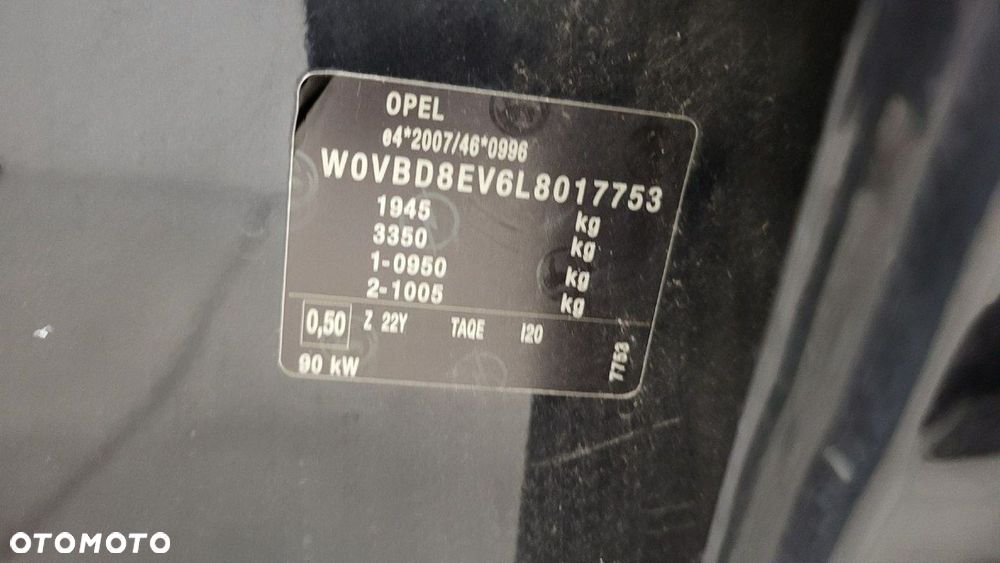 OPEL
e4*2007/46*0996
W0VBD8EV6L8017753
1945 kg
3350 kg
1-0950 kg
2-1005 kg
0,50 Z 22Y TAQE I20
90 kW
7753
OTOMOTO